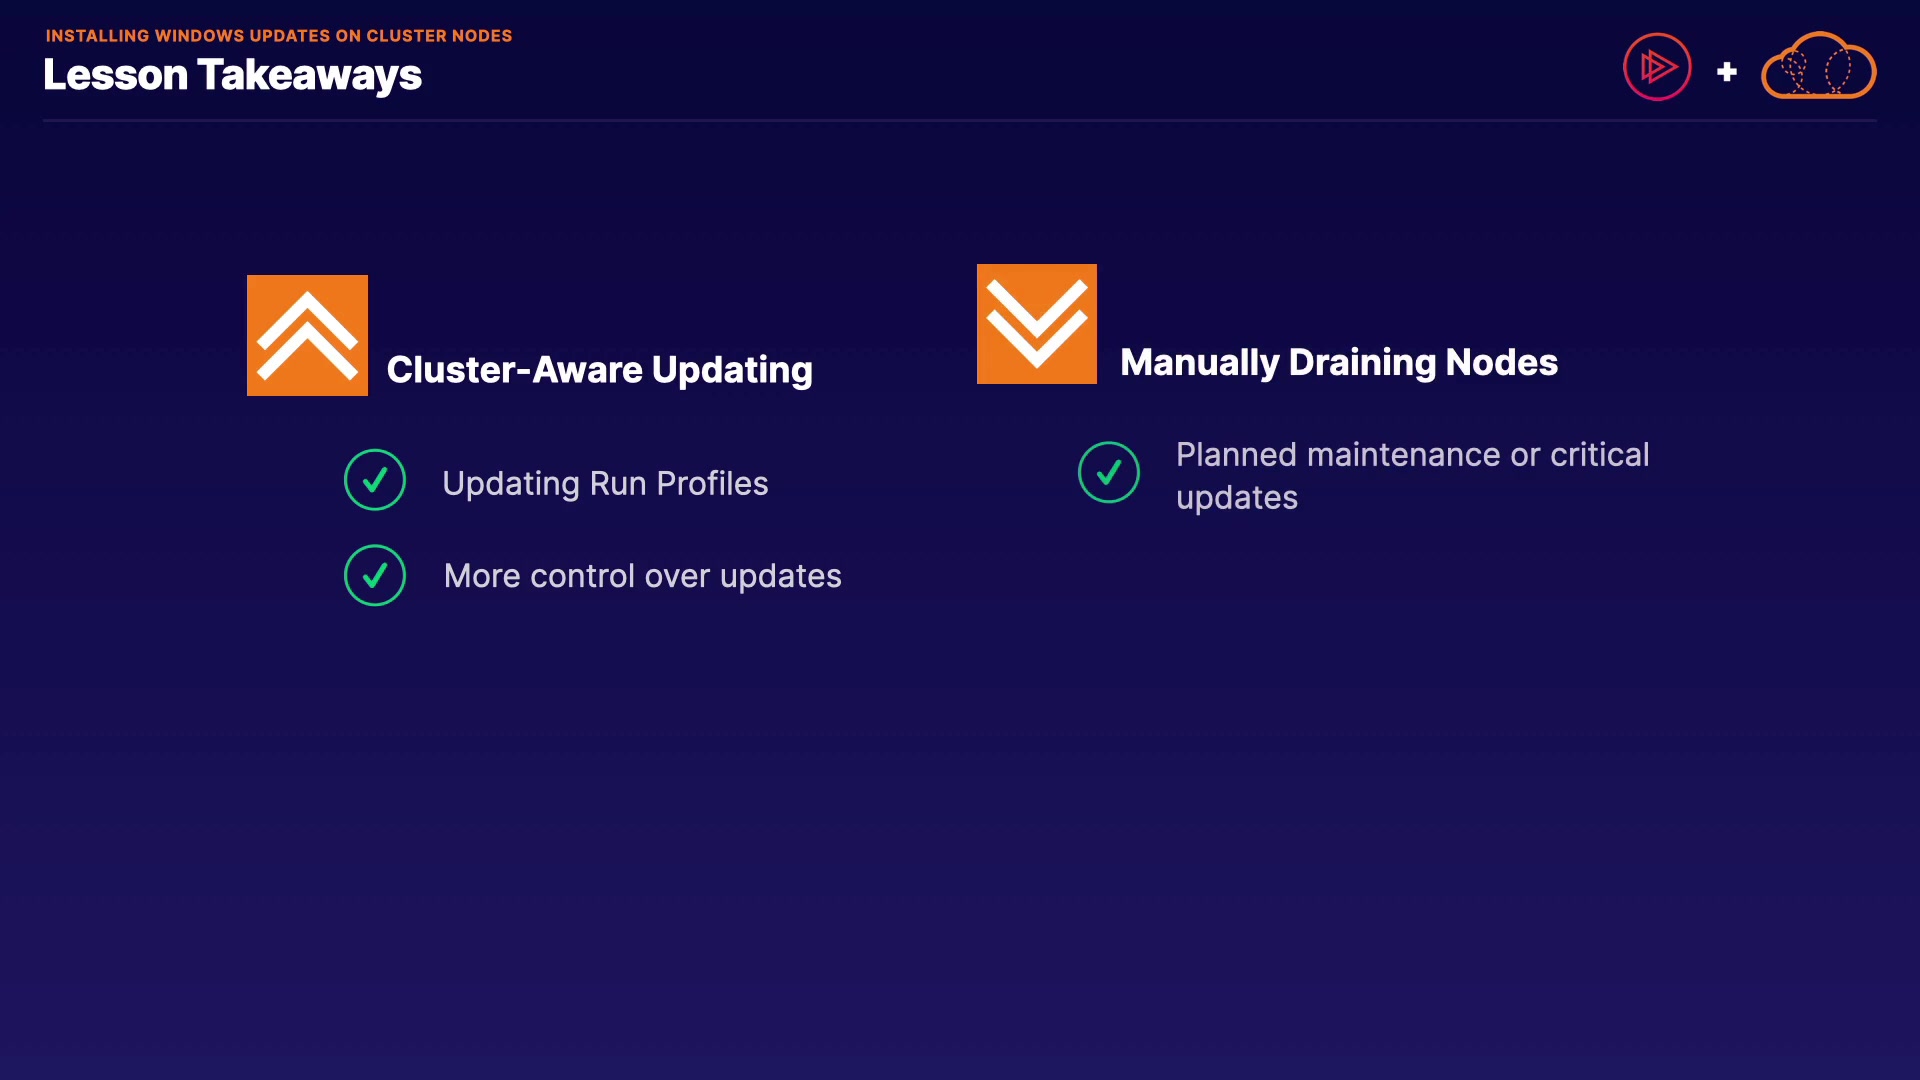 INSTALLING WINDOWS UPDATES ON CLUSTER NODES
Lesson Takeaways
Cluster-Aware Updating
Updating Run Profiles
More control over updates
Manually Draining Nodes
Planned maintenance or critical
updates